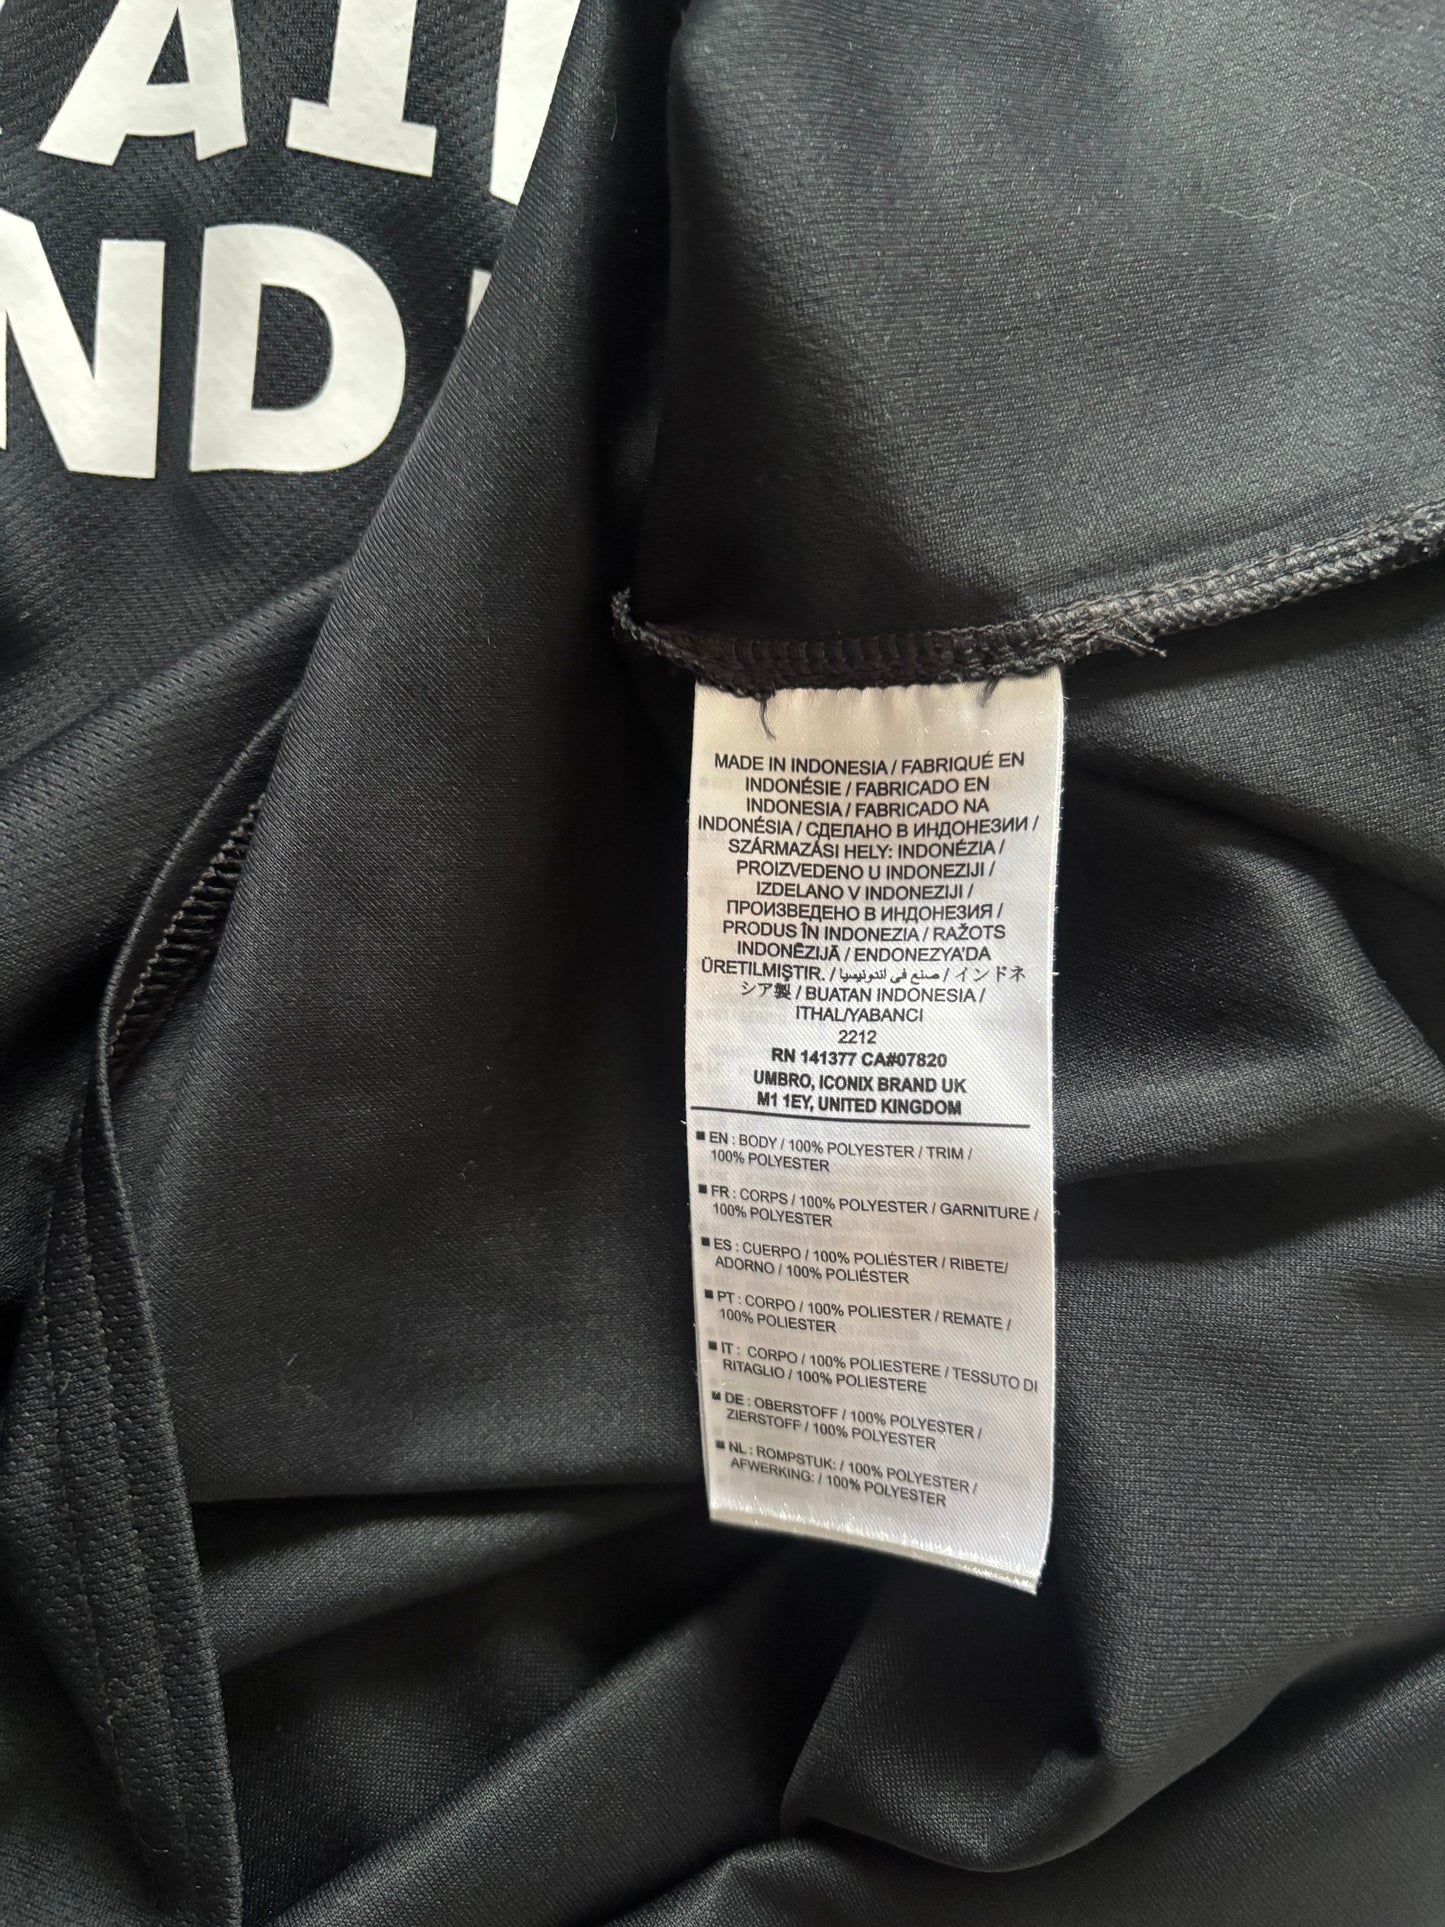 AI
ND
MADE IN INDONESIA / FABRIQUÉ EN
INDONÉSIE / FABRICADO EN
INDONESIA / FABRICADO NA
INDONÉSIA / СДЕЛАНО В ИНДОНЕЗИИ /
SZÁRMAZÁSI HELY: INDONÉZIA /
PROIZVEDENO U INDONEZIJI /
IZDELANO V INDONEZIJI /
ПРОИЗВЕДЕНО В ИНДОНЕЗИЯ /
PRODUS ÎN INDONEZIA / RAŽOTS
INDONĒZIJĀ / ENDONEZYA'DA
ÜRETILMIŞTIR. / صنع في اندونيسيا / インドネ
シア製 / BUATAN INDONESIA /
ITHAL/YABANCI
2212
RN 141377 CA#07820
UMBRO, ICONIX BRAND UK
M1 1EY, UNITED KINGDOM
■ EN : BODY / 100% POLYESTER / TRIM /
100% POLYESTER
■ FR : CORPS / 100% POLYESTER / GARNITURE /
100% POLYESTER
■ ES : CUERPO / 100% POLIÉSTER / RIBETE/
ADORNO / 100% POLIÉSTER
■ PT : CORPO / 100% POLIESTER / REMATE /
100% POLIESTER
■ IT : CORPO / 100% POLIESTERE / TESSUTO DI
RITAGLIO / 100% POLIESTERE
■ DE : OBERSTOFF / 100% POLYESTER /
ZIERSTOFF / 100% POLYESTER
■ NL : ROMPSTUK: / 100% POLYESTER /
AFWERKING: / 100% POLYESTER